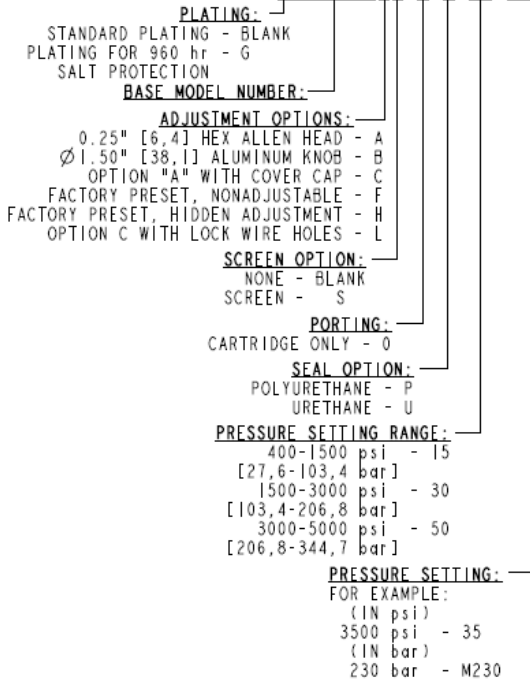 PLATING:
STANDARD PLATING - BLANK
PLATING FOR 960 hr - G
SALT PROTECTION
BASE MODEL NUMBER:
ADJUSTMENT OPTIONS:
0.25" [6,4] HEX ALLEN HEAD - A
Ø1.50" [38,1] ALUMINUM KNOB - B
OPTION "A" WITH COVER CAP - C
FACTORY PRESET, NONADJUSTABLE - F
FACTORY PRESET, HIDDEN ADJUSTMENT - H
OPTION C WITH LOCK WIRE HOLES - L
SCREEN OPTION:
NONE - BLANK
SCREEN - S
PORTING:
CARTRIDGE ONLY - 0
SEAL OPTION:
POLYURETHANE - P
URETHANE - U
PRESSURE SETTING RANGE:
400-1500 psi - 15
[27,6-103,4 bar]
1500-3000 psi - 30
[103,4-206,8 bar]
3000-5000 psi - 50
[206,8-344,7 bar]
PRESSURE SETTING:
FOR EXAMPLE:
(IN psi)
3500 psi - 35
(IN bar)
230 bar - M230